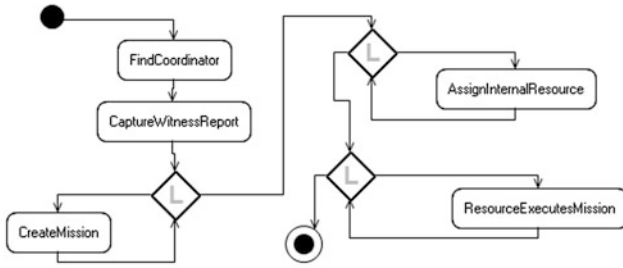 FindCoordinator
CaptureWitnessReport
L
CreateMission
L
AssignInternalResource
L
ResourceExecutesMission